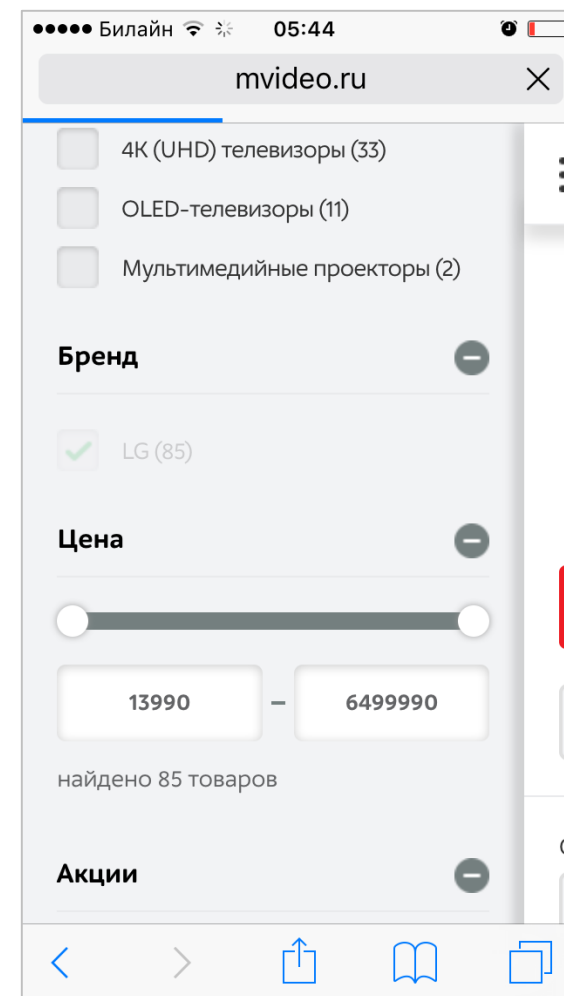 Билайн 05:44
mvideo.ru
4K (UHD) телевизоры (33)
OLED-телевизоры (11)
Мультимедийные проекторы (2)
Бренд
LG (85)
Цена
13990 – 6499990
найдено 85 товаров
Акции